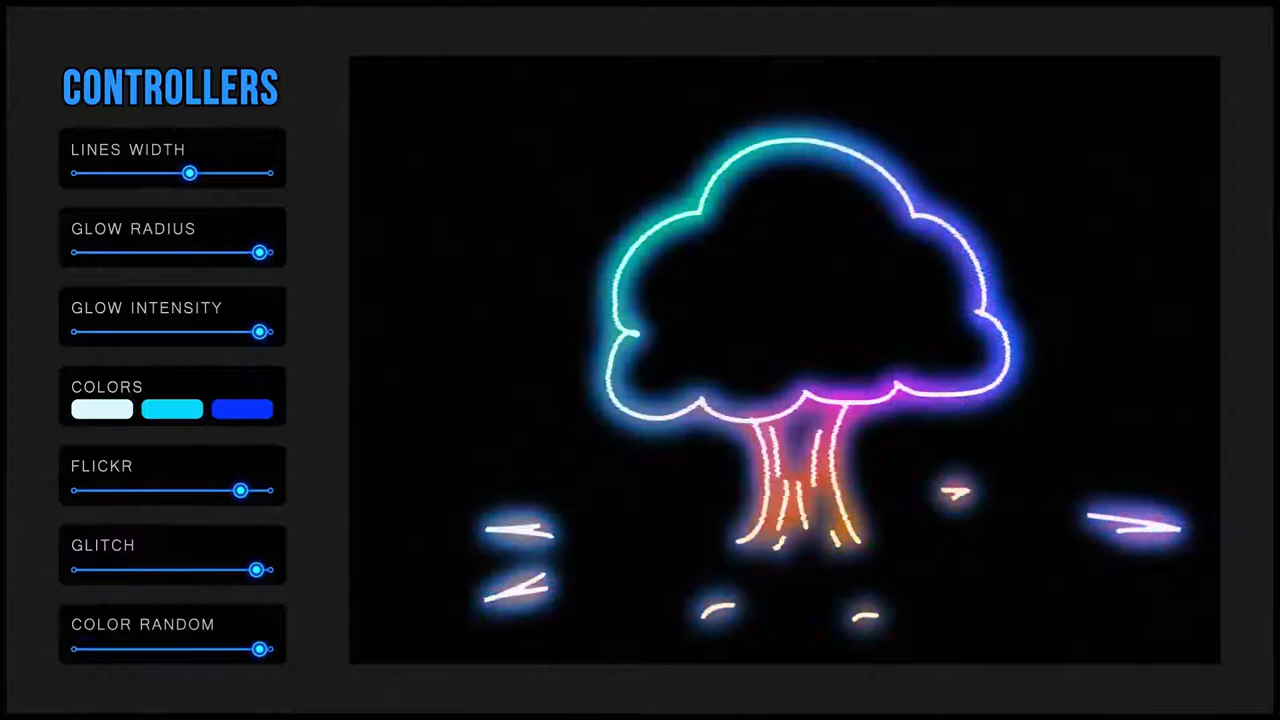 CONTROLLERS
LINES WIDTH
GLOW RADIUS
GLOW INTENSITY
COLORS
FLICKR
GLITCH
COLOR RANDOM